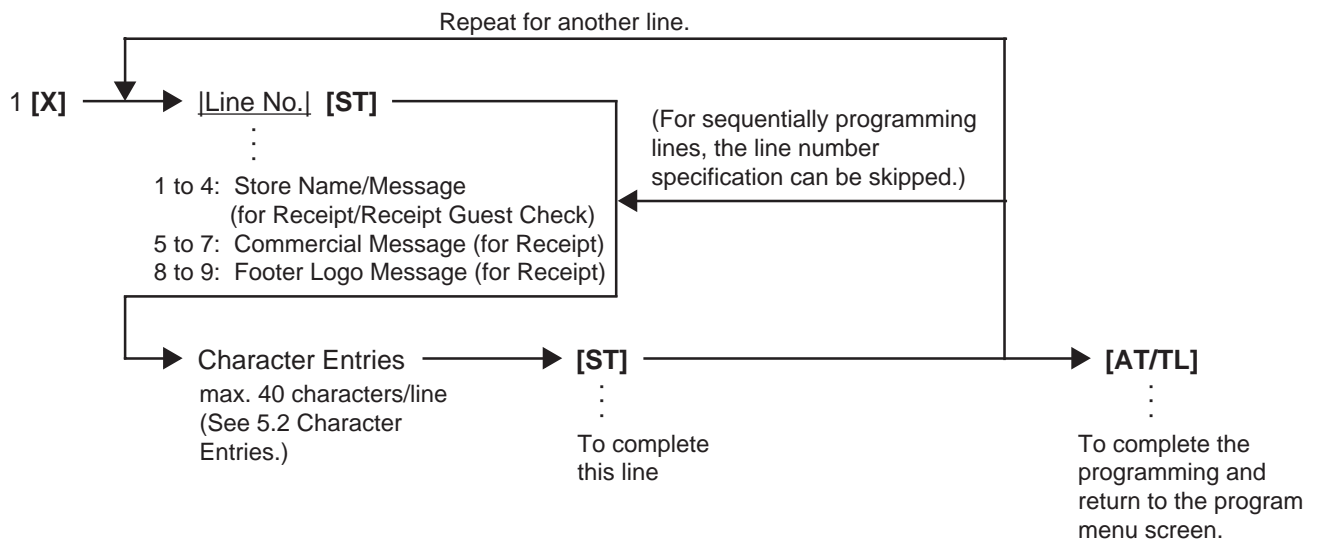 Repeat for another line.
1 [X]
|Line No.| [ST]
(For sequentially programming
lines, the line number
specification can be skipped.)
1 to 4: Store Name/Message
(for Receipt/Receipt Guest Check)
5 to 7: Commercial Message (for Receipt)
8 to 9: Footer Logo Message (for Receipt)
Character Entries
max. 40 characters/line
(See 5.2 Character
Entries.)
[ST]
To complete
this line
[AT/TL]
To complete the
programming and
return to the program
menu screen.